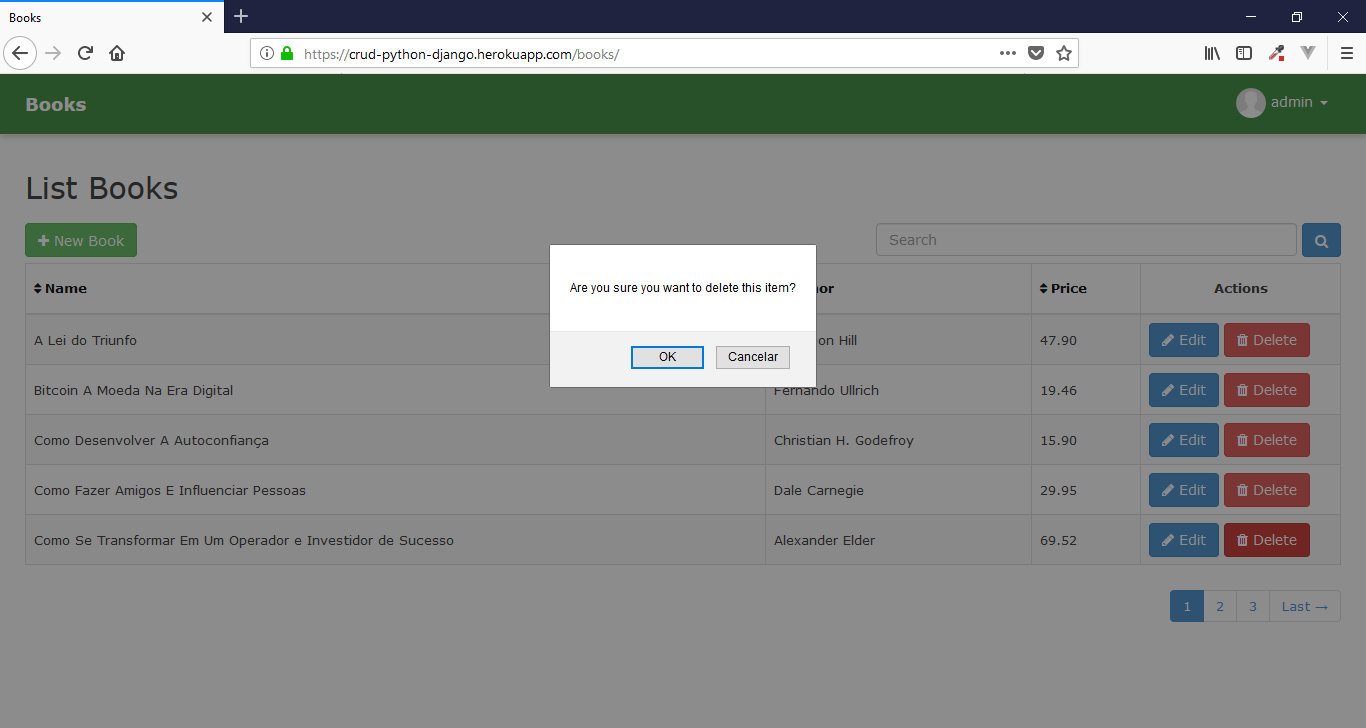 Books
https://crud-python-django.herokuapp.com/books/
Books
admin
List Books
New Book
Search
Are you sure you want to delete this item?
OK
Cancelar
Name
Price
Actions
A Lei do Triunfo
Hill
47.90
Edit
Delete
Bitcoin A Moeda Na Era Digital
Fernando Ullrich
19.46
Edit
Delete
Como Desenvolver A Autoconfiança
Christian H. Godefroy
15.90
Edit
Delete
Como Fazer Amigos E Influenciar Pessoas
Dale Carnegie
29.95
Edit
Delete
Como Se Transformar Em Um Operador e Investidor de Sucesso
Alexander Elder
69.52
Edit
Delete
1
2
3
Last →